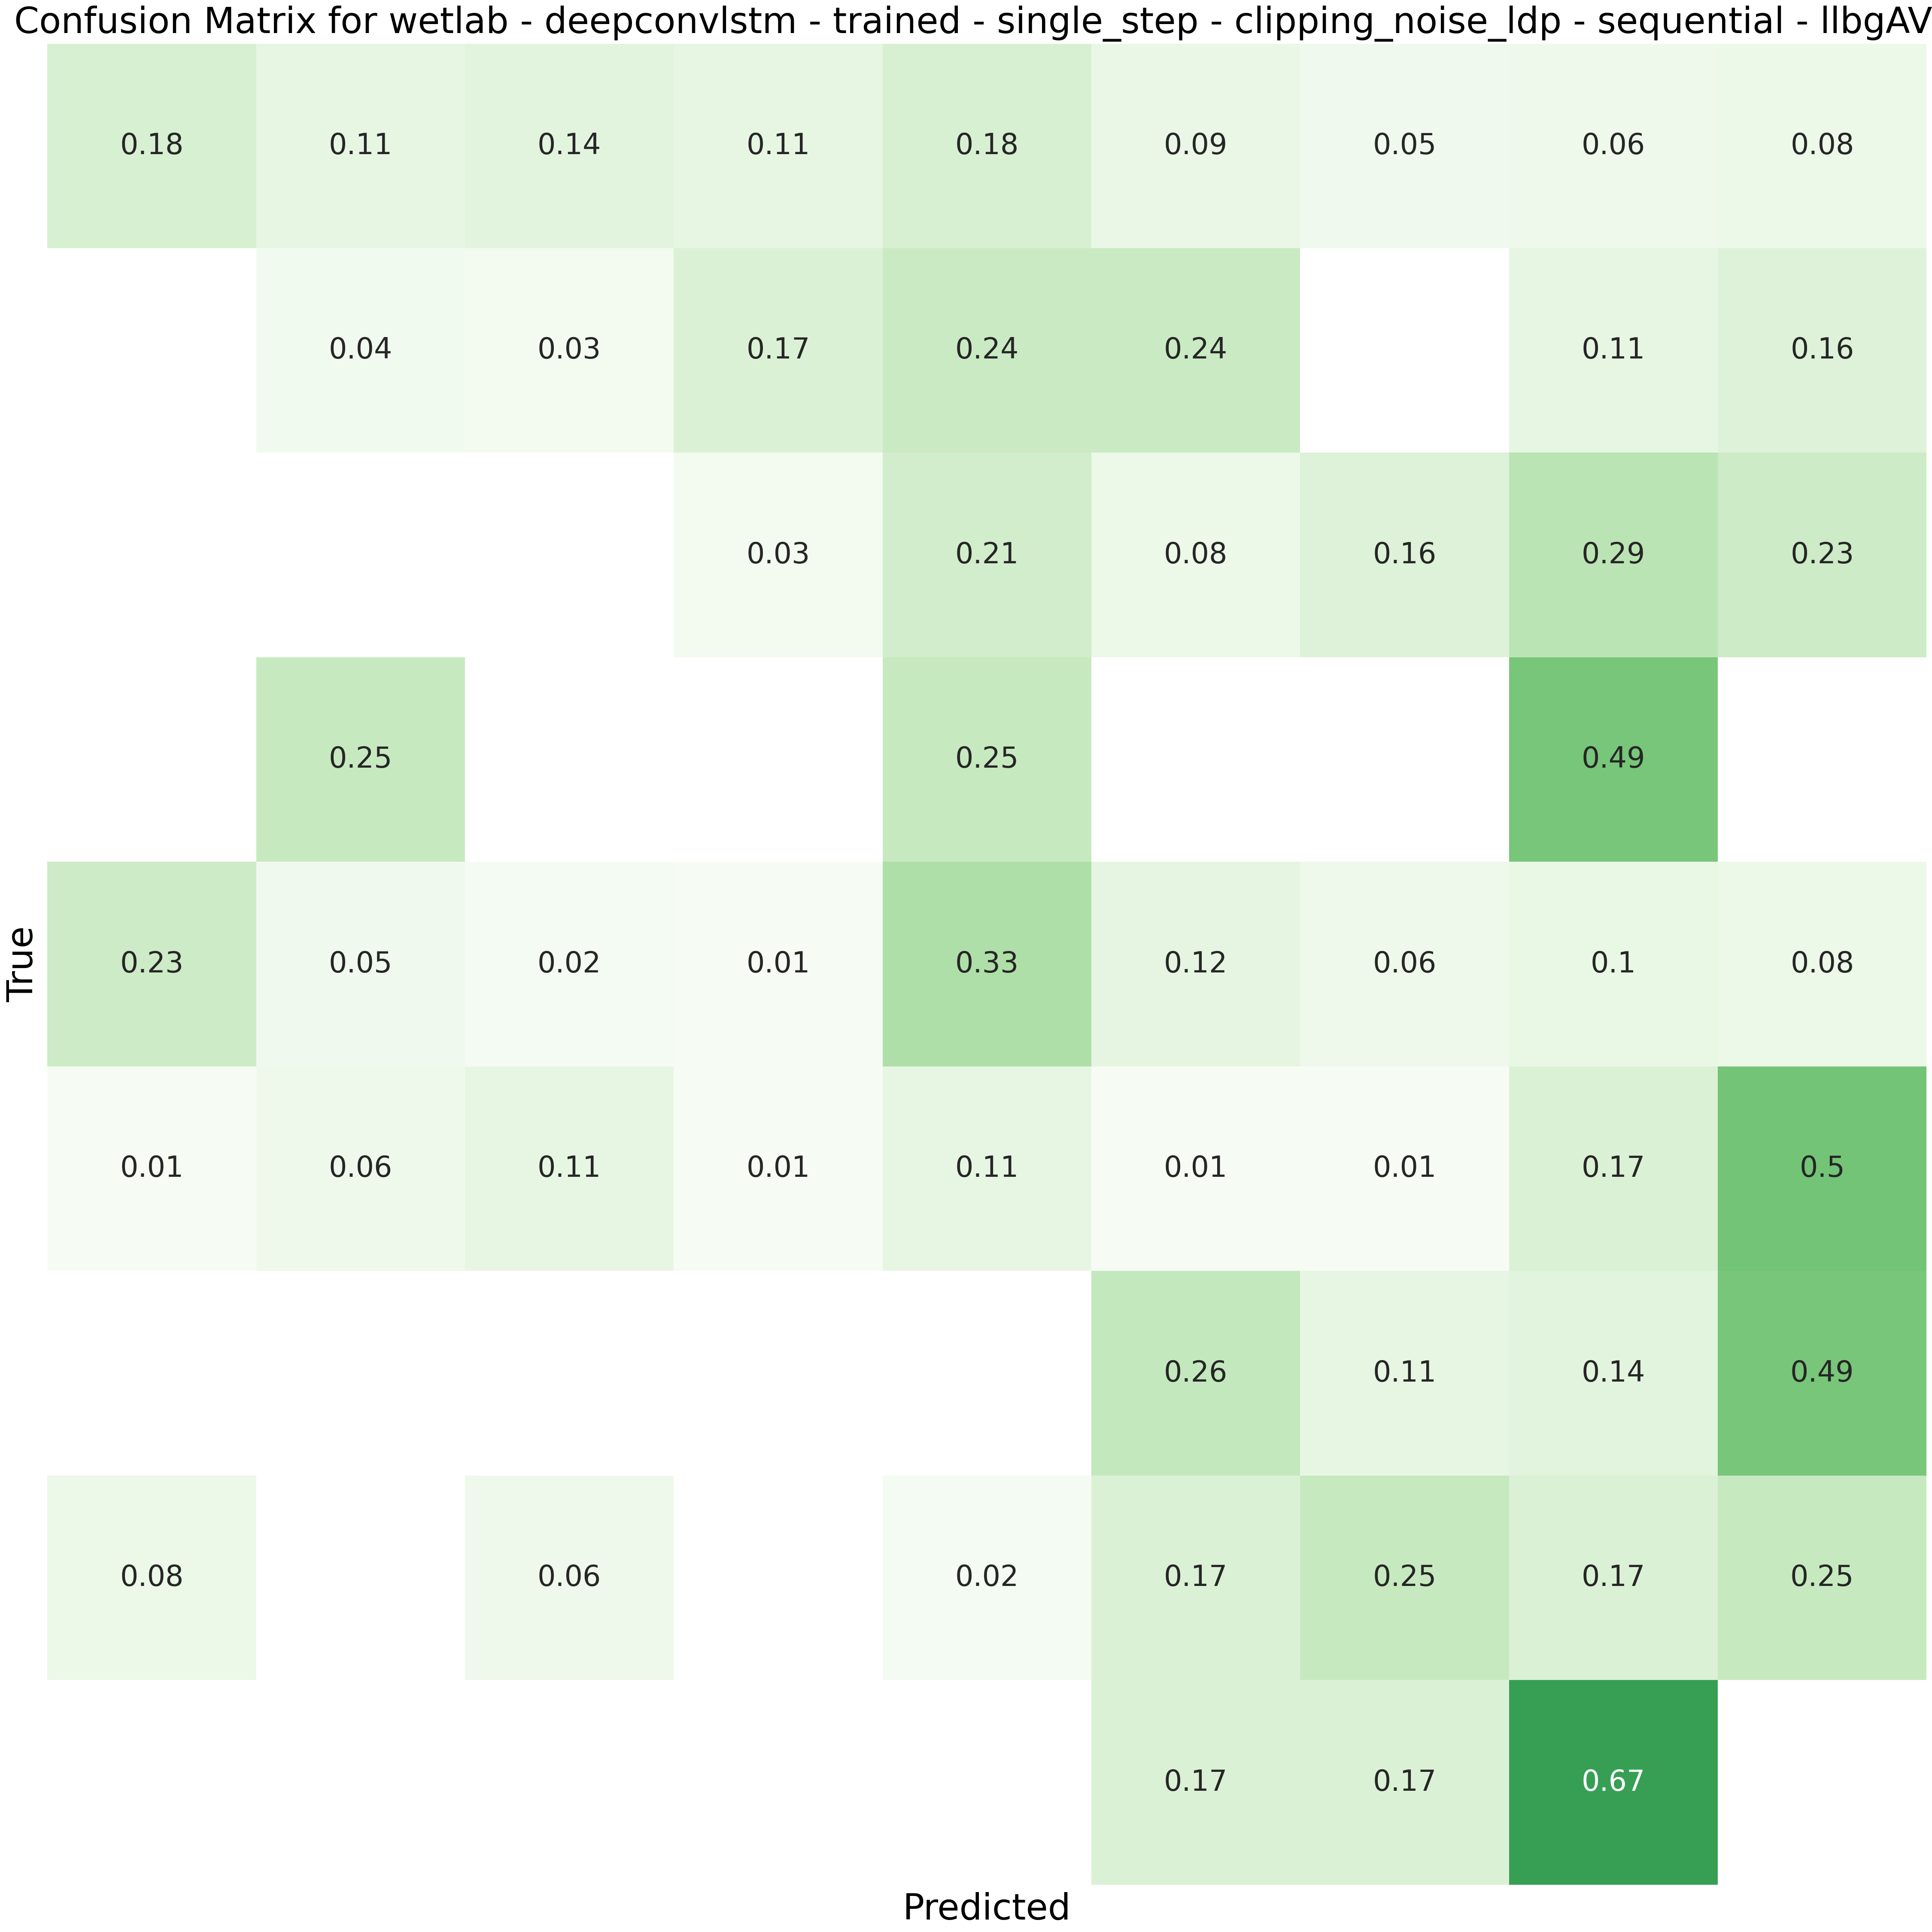 Confusion Matrix for wetlab - deepconvlstm - trained - single_step - clipping_noise_ldp - sequential - llbgAV
0.18 0.11 0.14 0.11 0.18 0.09 0.05 0.06 0.08
0.04 0.03 0.17 0.24 0.24 0.11 0.16
0.03 0.21 0.08 0.16 0.29 0.23
0.25 0.25 0.49
0.23 0.05 0.02 0.01 0.33 0.12 0.06 0.1 0.08
True
0.01 0.06 0.11 0.01 0.11 0.01 0.01 0.17 0.5
0.26 0.11 0.14 0.49
0.08 0.06 0.02 0.17 0.25 0.17 0.25
0.17 0.17 0.67
Predicted